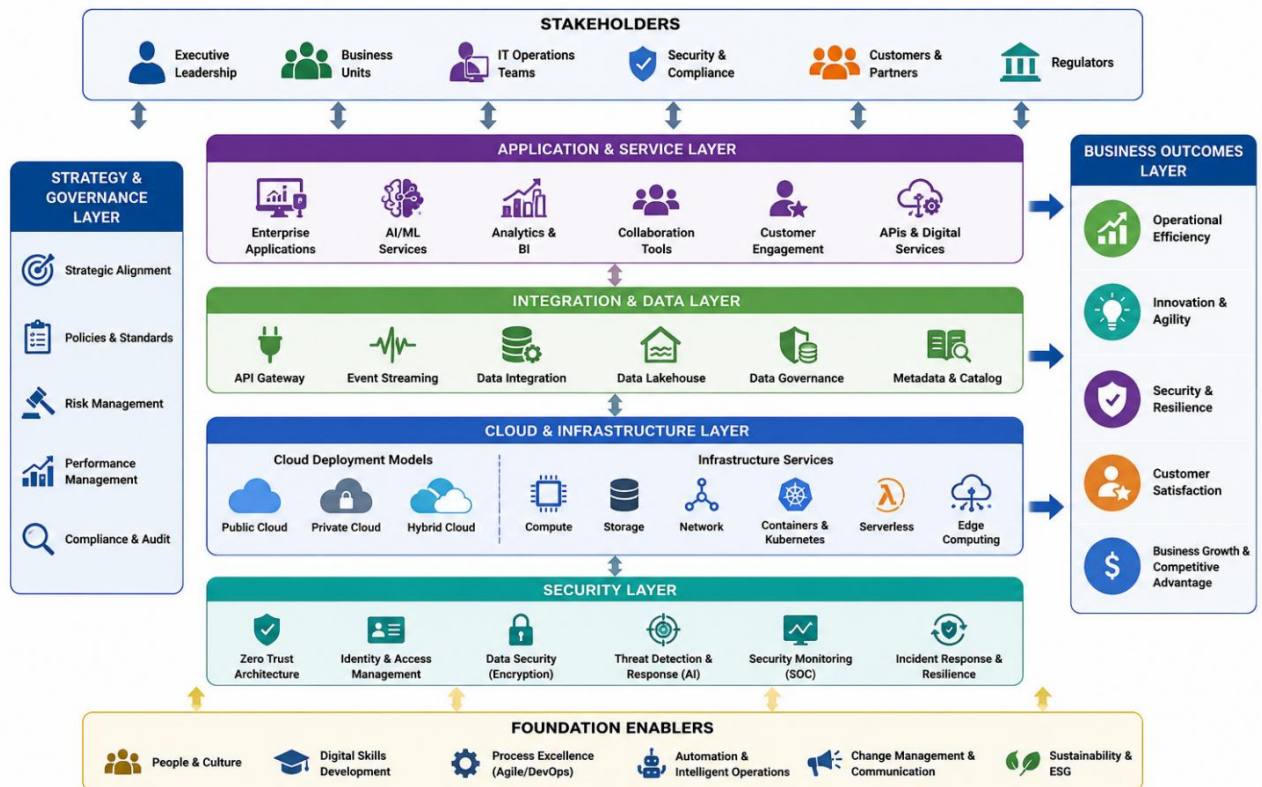 STAKEHOLDERS
Executive
Leadership
Business
Units
IT Operations
Teams
Security &
Compliance
Customers &
Partners
Regulators
STRATEGY &
GOVERNANCE
LAYER
Strategic Alignment
Policies & Standards
Risk Management
Performance
Management
Compliance & Audit
APPLICATION & SERVICE LAYER
Enterprise
Applications
AI/ML
Services
Analytics &
BI
Collaboration
Tools
Customer
Engagement
APIs & Digital
Services
INTEGRATION & DATA LAYER
API Gateway
Event Streaming
Data Integration
Data Lakehouse
Data Governance
Metadata & Catalog
CLOUD & INFRASTRUCTURE LAYER
Cloud Deployment Models
Public Cloud
Private Cloud
Hybrid Cloud
Infrastructure Services
Compute
Storage
Network
Containers &
Kubernetes
Serverless
Edge
Computing
SECURITY LAYER
Zero Trust
Architecture
Identity & Access
Management
Data Security
(Encryption)
Threat Detection &
Response (AI)
Security Monitoring
(SOC)
Incident Response &
Resilience
BUSINESS OUTCOMES
LAYER
Operational
Efficiency
Innovation &
Agility
Security &
Resilience
Customer
Satisfaction
$
Business Growth &
Competitive
Advantage
FOUNDATION ENABLERS
People & Culture
Digital Skills
Development
Process Excellence
(Agile/DevOps)
Automation &
Intelligent Operations
Change Management &
Communication
Sustainability &
ESG